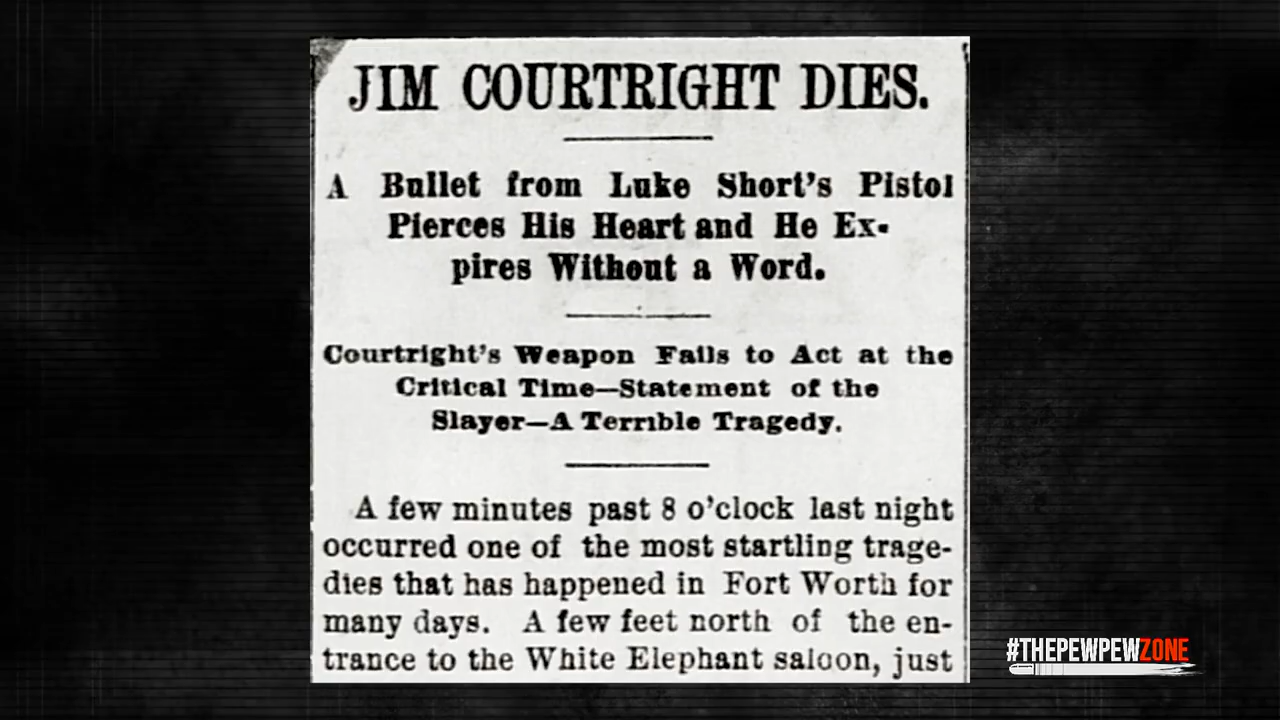 JIM COURTRIGHT DIES.
A Bullet from Luke Short's Pistol
Pierces His Heart and He Ex-
pires Without a Word.
Courtright's Weapon Fails to Act at the
Critical Time—Statement of the
Slayer—A Terrible Tragedy.
A few minutes past 8 o'clock last night
occurred one of the most startling trage-
dies that has happened in Fort Worth for
many days. A few feet north of the en-
trance to the White Elephant saloon, just
#THEPEWPEWZONE